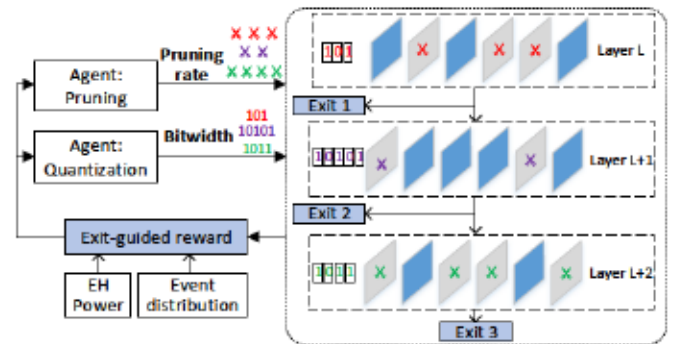 Agent:
Pruning
Pruning
rate
X X X
X X
X X X X
Agent:
Quantization
Bitwidth
101
10101
1011
Exit-guided reward
EH
Power
Event
distribution
101
X X X
Layer L
Exit 1
10101
X X
Layer L+1
Exit 2
1011
X X X X
Layer L+2
Exit 3